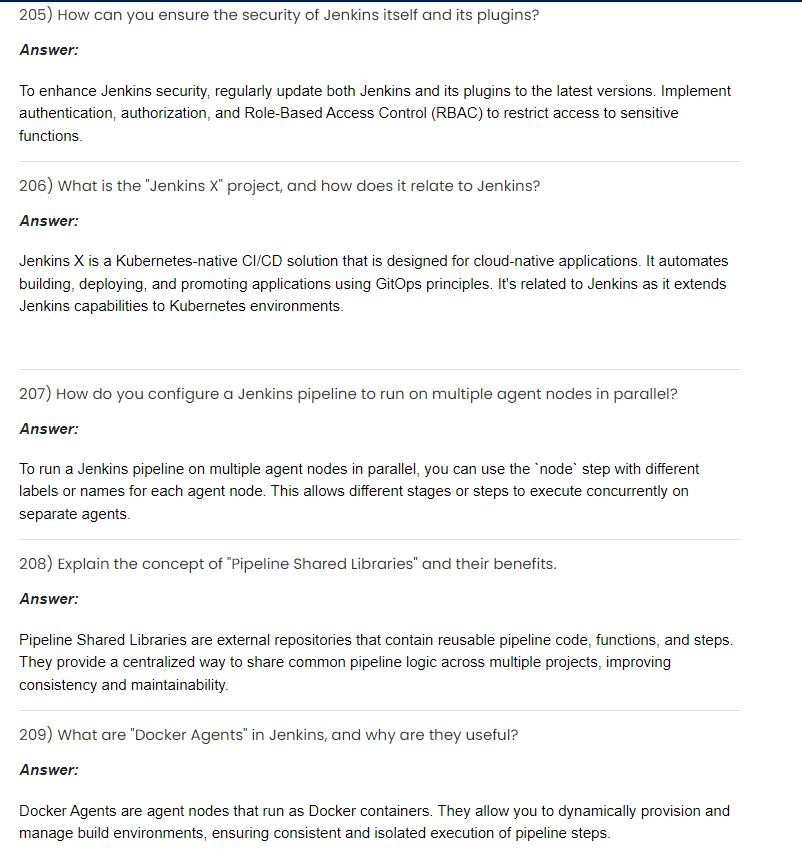 205) How can you ensure the security of Jenkins itself and its plugins?
Answer:
To enhance Jenkins security, regularly update both Jenkins and its plugins to the latest versions. Implement
authentication, authorization, and Role-Based Access Control (RBAC) to restrict access to sensitive
functions.
206) What is the "Jenkins X" project, and how does it relate to Jenkins?
Answer:
Jenkins X is a Kubernetes-native CI/CD solution that is designed for cloud-native applications. It automates
building, deploying, and promoting applications using GitOps principles. It's related to Jenkins as it extends
Jenkins capabilities to Kubernetes environments.
207) How do you configure a Jenkins pipeline to run on multiple agent nodes in parallel?
Answer:
To run a Jenkins pipeline on multiple agent nodes in parallel, you can use the `node` step with different
labels or names for each agent node. This allows different stages or steps to execute concurrently on
separate agents.
208) Explain the concept of "Pipeline Shared Libraries" and their benefits.
Answer:
Pipeline Shared Libraries are external repositories that contain reusable pipeline code, functions, and steps.
They provide a centralized way to share common pipeline logic across multiple projects, improving
consistency and maintainability.
209) What are "Docker Agents" in Jenkins, and why are they useful?
Answer:
Docker Agents are agent nodes that run as Docker containers. They allow you to dynamically provision and
manage build environments, ensuring consistent and isolated execution of pipeline steps.